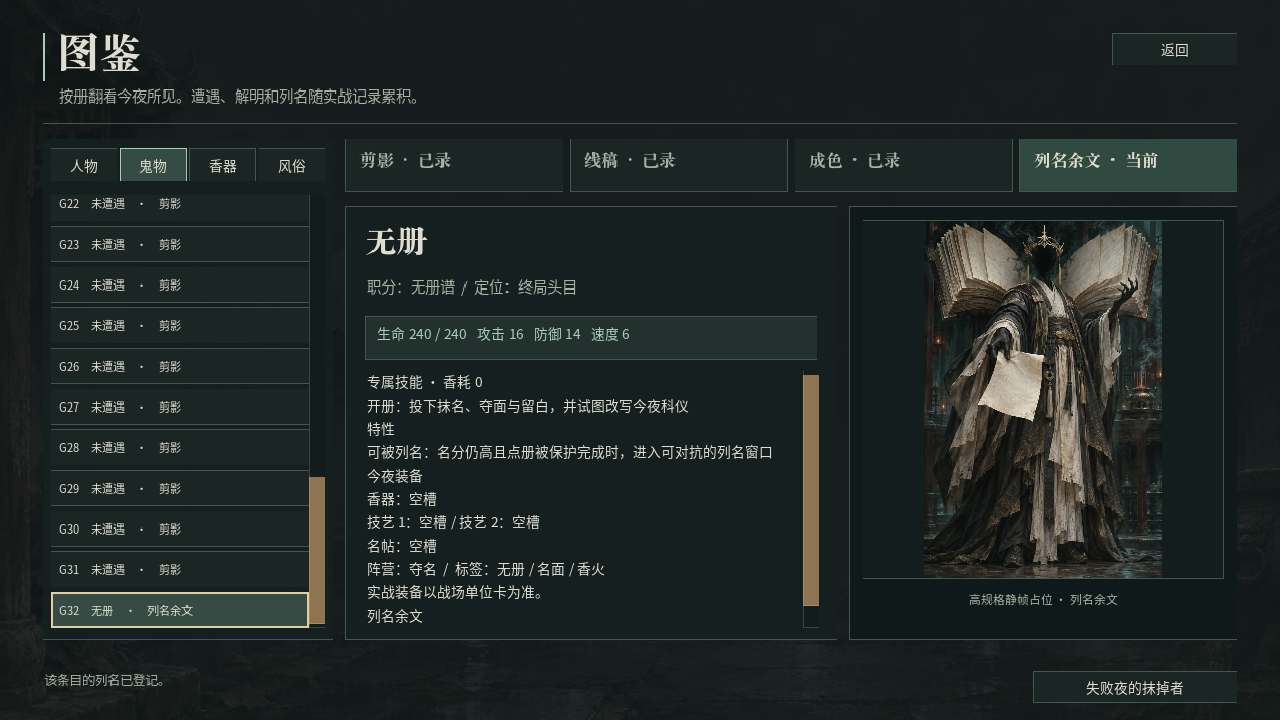 图鉴
返回
按册翻看今夜所见。遭遇、解明和列名随实战记录累积。
人物 鬼物 香器 风俗
剪影 · 已录 线稿 · 已录 成色 · 已录 列名余文 · 当前
G22 未遭遇 · 剪影
G23 未遭遇 · 剪影
G24 未遭遇 · 剪影
G25 未遭遇 · 剪影
G26 未遭遇 · 剪影
G27 未遭遇 · 剪影
G28 未遭遇 · 剪影
G29 未遭遇 · 剪影
G30 未遭遇 · 剪影
G31 未遭遇 · 剪影
G32 无册 · 列名余文
无册
职分：无册谱 / 定位：终局头目
生命 240 / 240 攻击 16 防御 14 速度 6
专属技能 · 香耗 0
开册：投下抹名、夺面与留白，并试图改写今夜科仪
特性
可被列名：名分仍高且点册被保护完成时，进入可对抗的列名窗口
今夜装备
香器：空槽
技艺 1：空槽 / 技艺 2：空槽
名帖：空槽
阵营：夺名 / 标签：无册 / 名面 / 香火
实战装备以战场单位卡为准。
列名余文
高规格静帧占位 · 列名余文
该条目的列名已登记。
失败夜的抹掉者